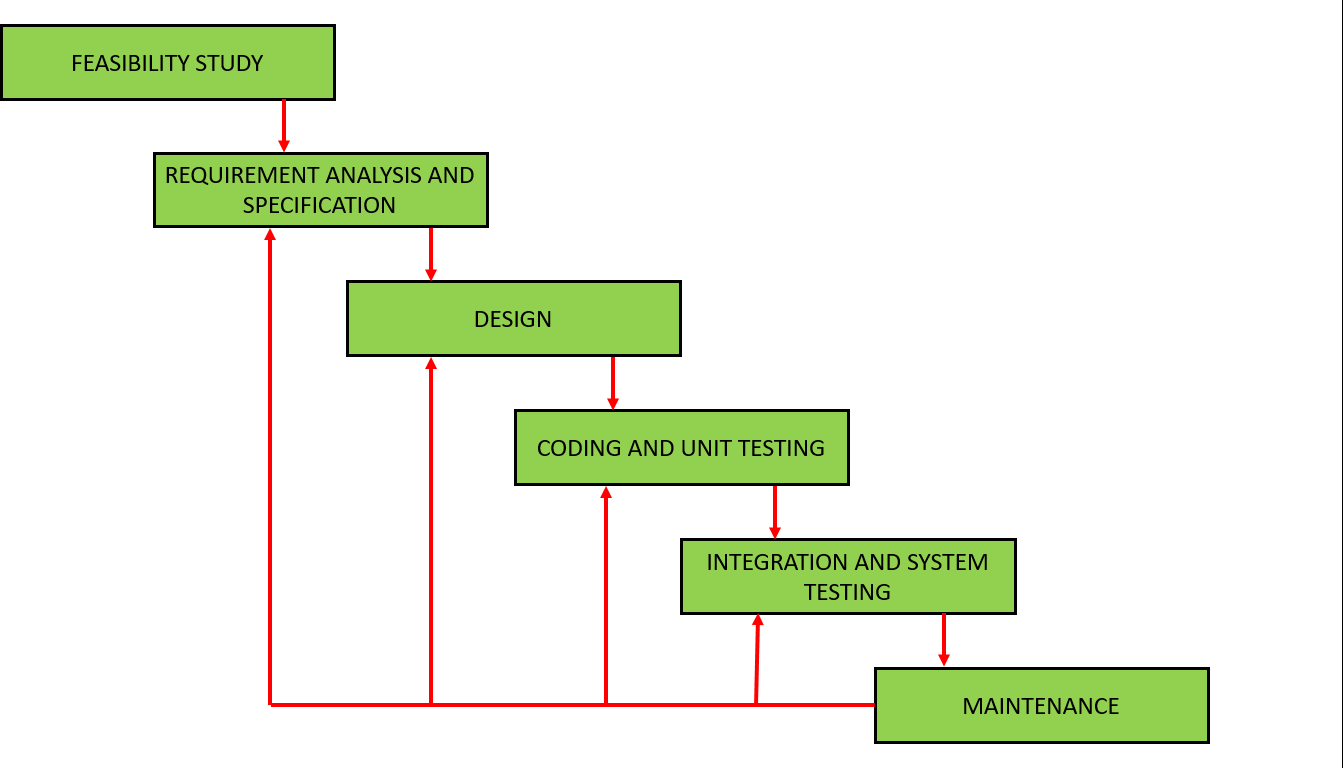 FEASIBILITY STUDY
REQUIREMENT ANALYSIS AND
SPECIFICATION
DESIGN
CODING AND UNIT TESTING
INTEGRATION AND SYSTEM
TESTING
MAINTENANCE